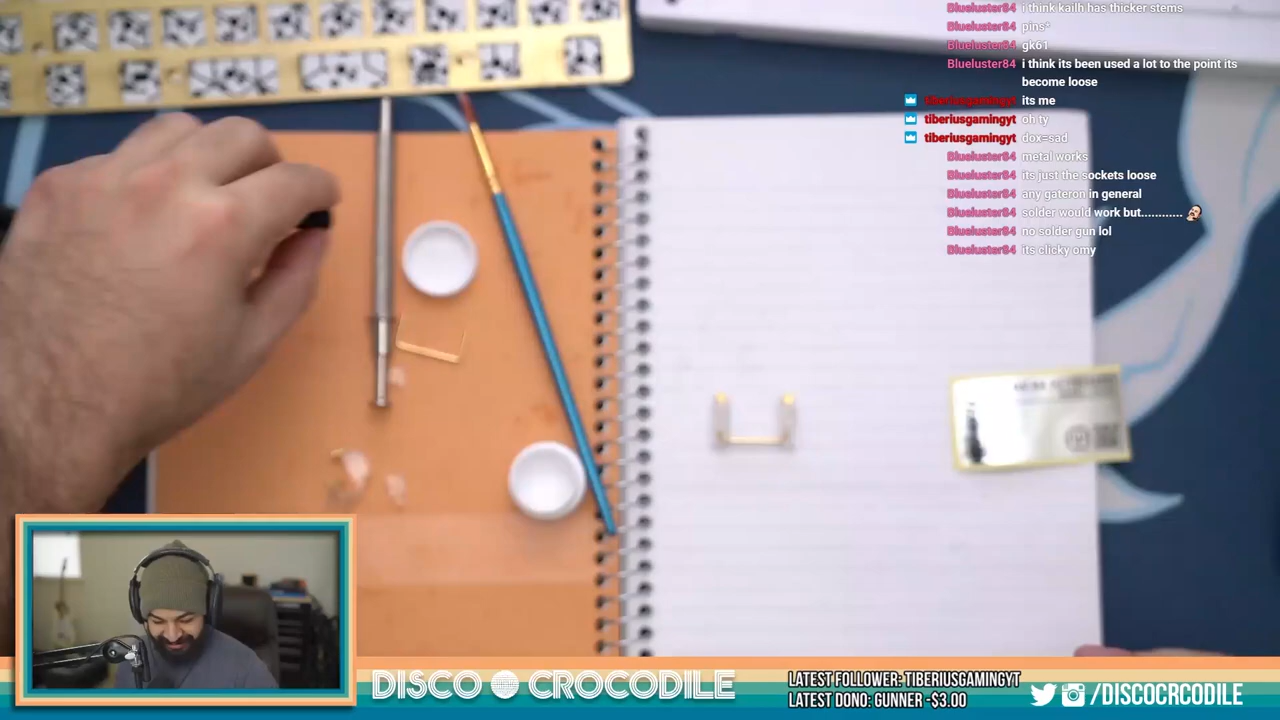 Blueluster84 i think kailh has thicker stems
Blueluster84 pins*
Blueluster84 gk61
Blueluster84 i think its been used a lot to the point its
become loose
tiberiusgamingyt its me
tiberiusgamingyt oh ty
tiberiusgamingyt dox=sad
Blueluster84 metal works
Blueluster84 its just the sockets loose
Blueluster84 any gateron in general
Blueluster84 solder would work but...........
Blueluster84 no solder gun lol
Blueluster84 its clicky omy
DISCO CROCODILE
LATEST FOLLOWER: TIBERIUSGAMINGYT
LATEST DONO: GUNNER -$3.00
/DISCOCRCODILE